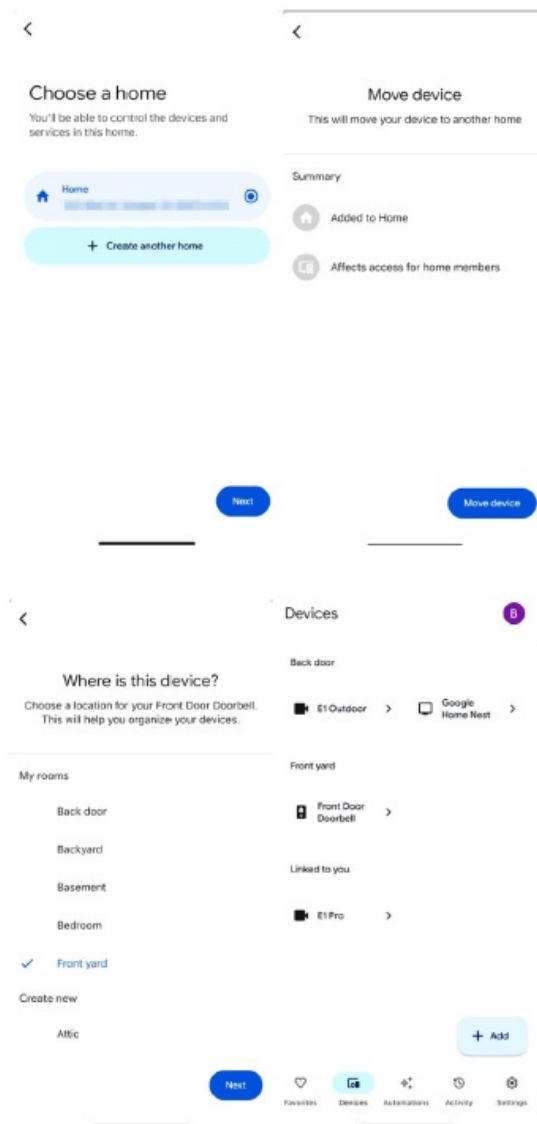 Choose a home
You'll be able to control the devices and
services in this home.
Home
+ Create another home
Next
Move device
This will move your device to another home
Summary
Added to Home
Affects access for home members
Move device
Where is this device?
Choose a location for your Front Door Doorbell.
This will help you organize your devices.
My rooms
Back door
Backyard
Basement
Bedroom
Front yard
Create new
Attic
Next
Devices
B
Back door
E1 Outdoor
Google
Home Nest
Front yard
Front Door
Doorbell
Linked to you
E1 Pro
+ Add
Favorites
Devices
Automations
Activity
Settings